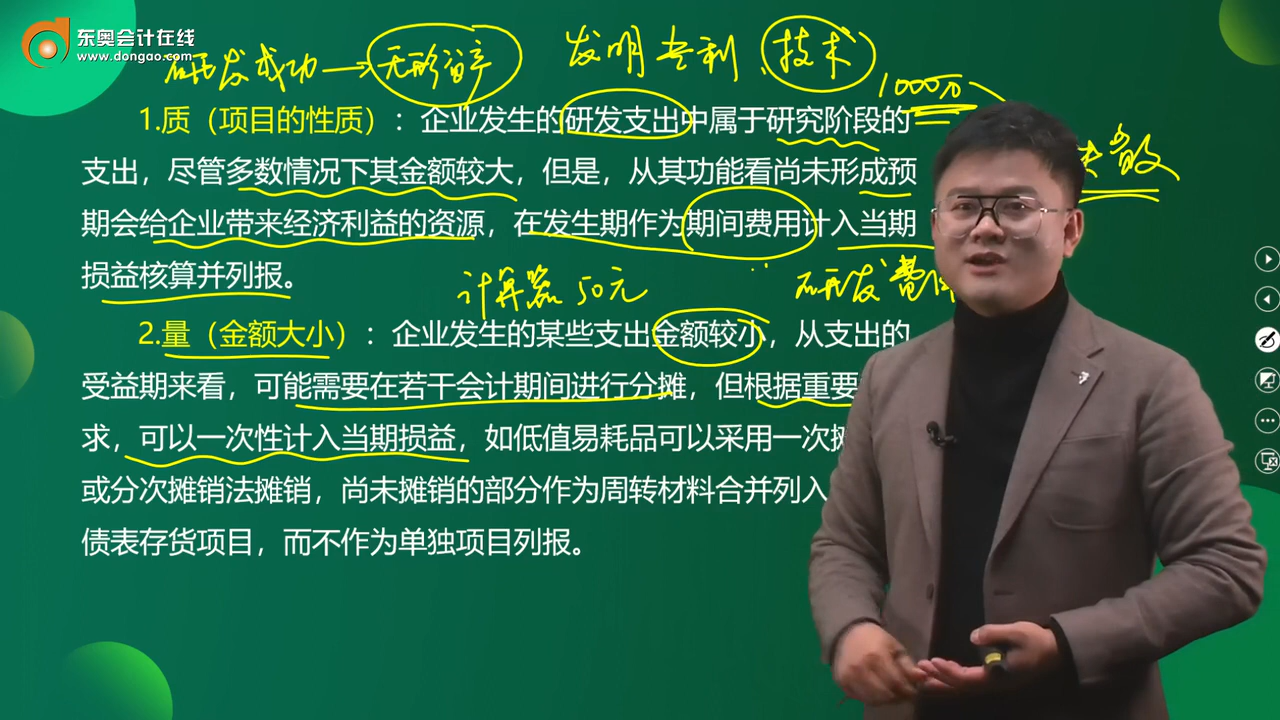 东奥会计在线
www.dongao.com
研发成功→无形资产
发明专利、技术
1000万
失败
1.质（项目的性质）：企业发生的研发支出中属于研究阶段的
支出，尽管多数情况下其金额较大，但是，从其功能看尚未形成预
期会给企业带来经济利益的资源，在发生期作为期间费用计入当期
损益核算并列报。
计算器 50元
研发费用
2.量（金额大小）：企业发生的某些支出金额较小，从支出的
受益期来看，可能需要在若干会计期间进行分摊，但根据重要
求，可以一次性计入当期损益，如低值易耗品可以采用一次摊
或分次摊销法摊销，尚未摊销的部分作为周转材料合并列入
债表存货项目，而不作为单独项目列报。